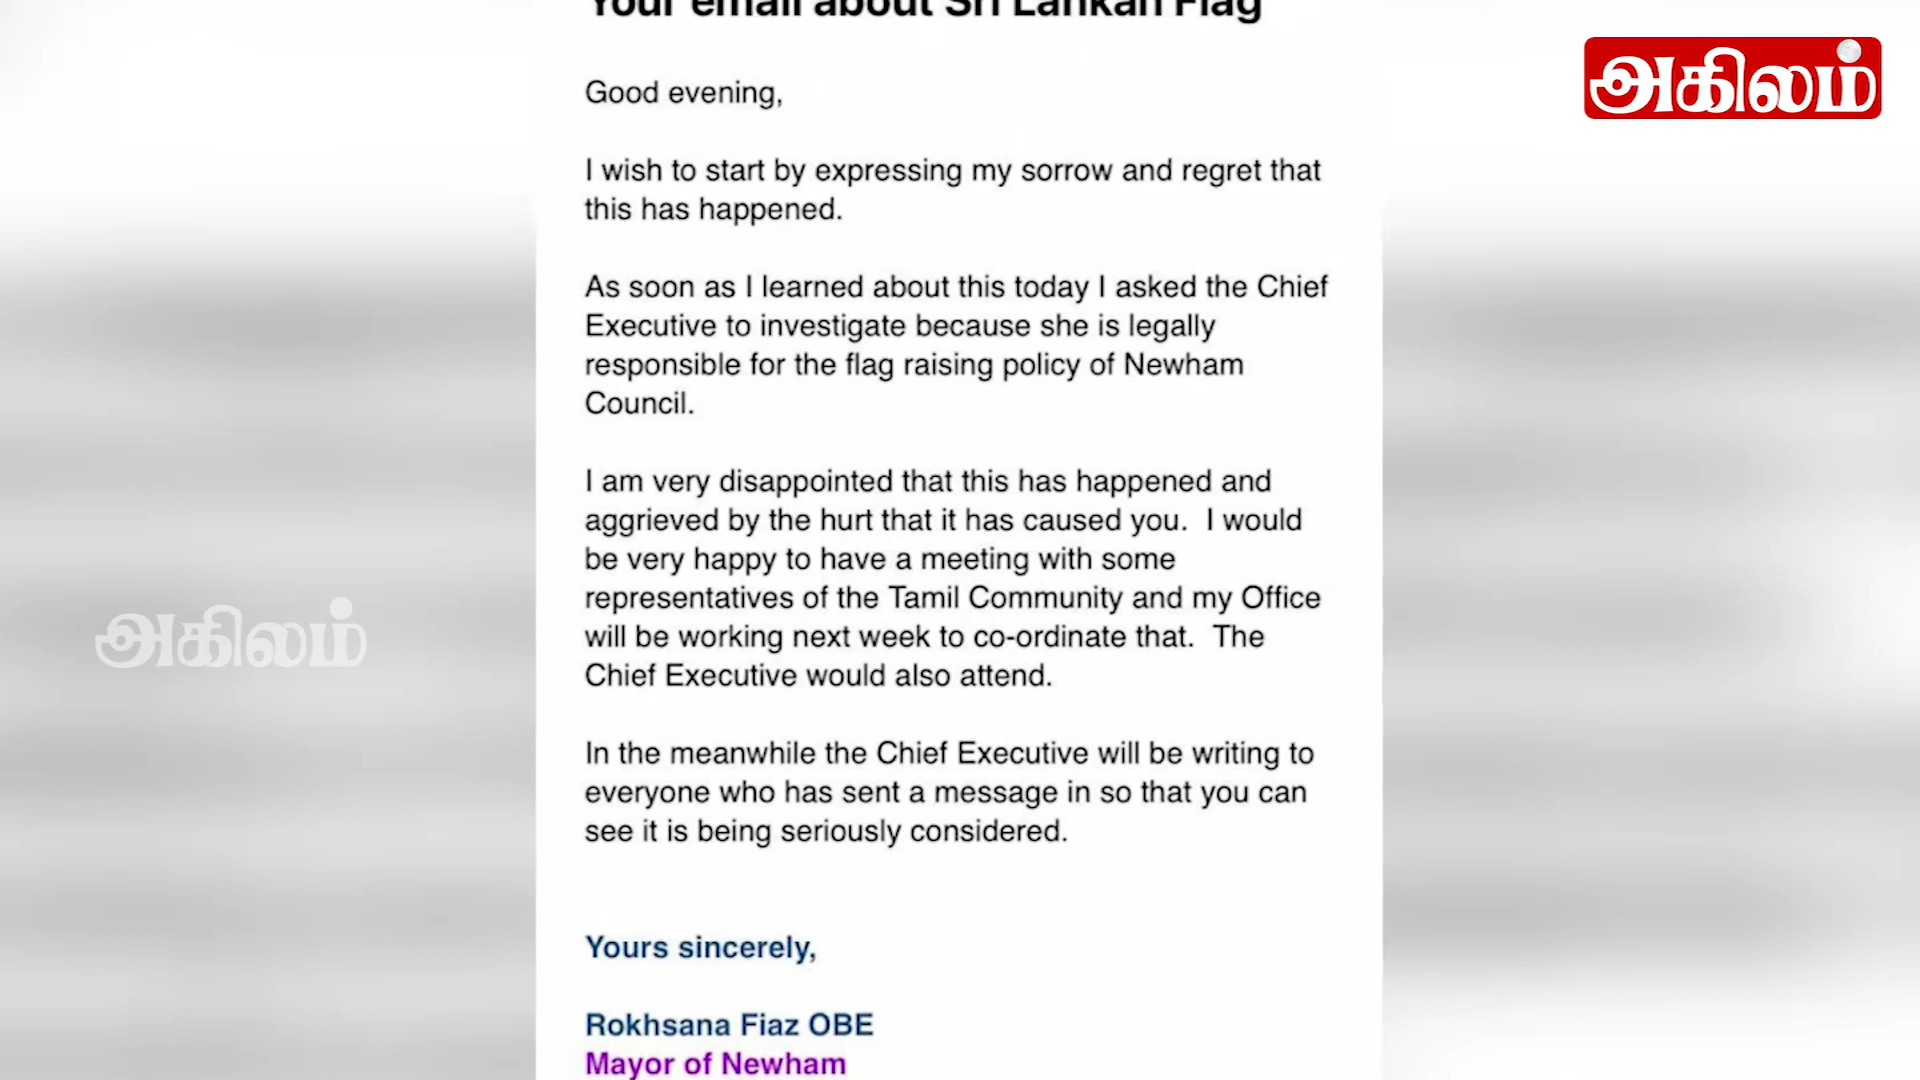 Your email about Sri Lankan Flag
அகிலம்
Good evening,
I wish to start by expressing my sorrow and regret that
this has happened.
As soon as I learned about this today I asked the Chief
Executive to investigate because she is legally
responsible for the flag raising policy of Newham
Council.
I am very disappointed that this has happened and
aggrieved by the hurt that it has caused you.  I would
be very happy to have a meeting with some
representatives of the Tamil Community and my Office
will be working next week to co-ordinate that.  The
Chief Executive would also attend.
அகிலம்
In the meanwhile the Chief Executive will be writing to
everyone who has sent a message in so that you can
see it is being seriously considered.
Yours sincerely,
Rokhsana Fiaz OBE
Mayor of Newham